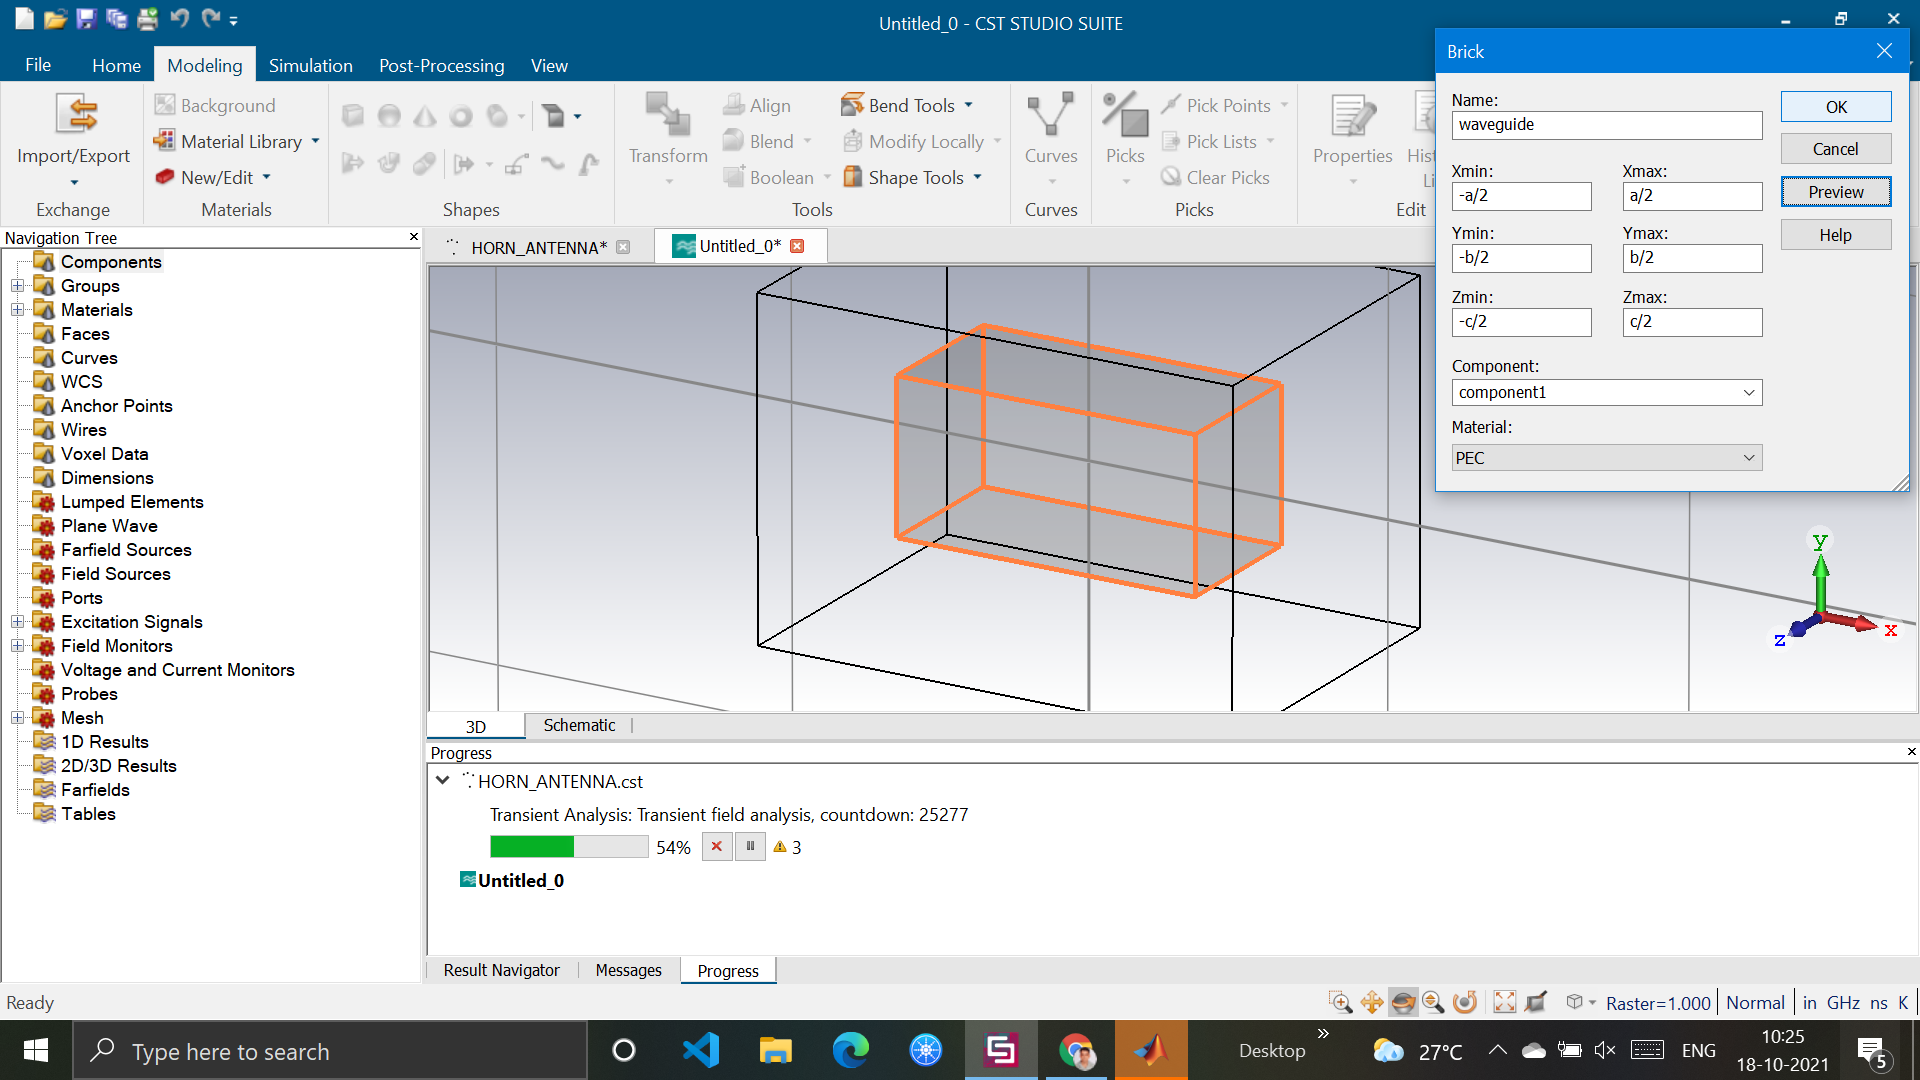 Untitled_0 - CST STUDIO SUITE
File Home Modeling Simulation Post-Processing View
Import/Export
Exchange
Background
Material Library
New/Edit
Materials
Shapes
Transform
Align
Blend
Boolean
Bend Tools
Modify Locally
Shape Tools
Tools
Curves
Curves
Picks
Pick Points
Pick Lists
Clear Picks
Picks
Properties
Edit
Brick
Name:
waveguide
OK
Cancel
Preview
Help
Xmin: Xmax:
-a/2 a/2
Ymin: Ymax:
-b/2 b/2
Zmin: Zmax:
-c/2 c/2
Component:
component1
Material:
PEC
Navigation Tree
Components
Groups
Materials
Faces
Curves
WCS
Anchor Points
Wires
Voxel Data
Dimensions
Lumped Elements
Plane Wave
Farfield Sources
Field Sources
Ports
Excitation Signals
Field Monitors
Voltage and Current Monitors
Probes
Mesh
1D Results
2D/3D Results
Farfields
Tables
HORN_ANTENNA* Untitled_0*
y
x
z
3D Schematic
Progress
HORN_ANTENNA.cst
Transient Analysis: Transient field analysis, countdown: 25277
54% 3
Untitled_0
Result Navigator Messages Progress
Ready
Raster=1.000 Normal in GHz ns K
Type here to search
Desktop
27°C
ENG
10:25
18-10-2021
5